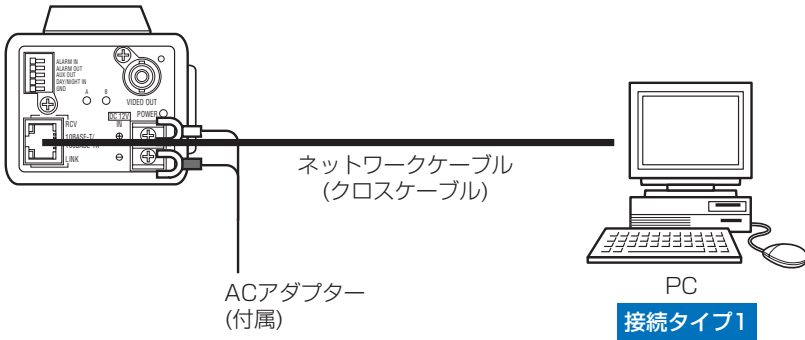 ALARM IN
ALARM OUT
AUX OUT
DAY/NIGHT IN
GND
A B
VIDEO OUT
DC 12V
IN
POWER
RCV
10BASE-T/
LINK
ネットワークケーブル
(クロスケーブル)
ACアダプター
(付属)
PC
接続タイプ1